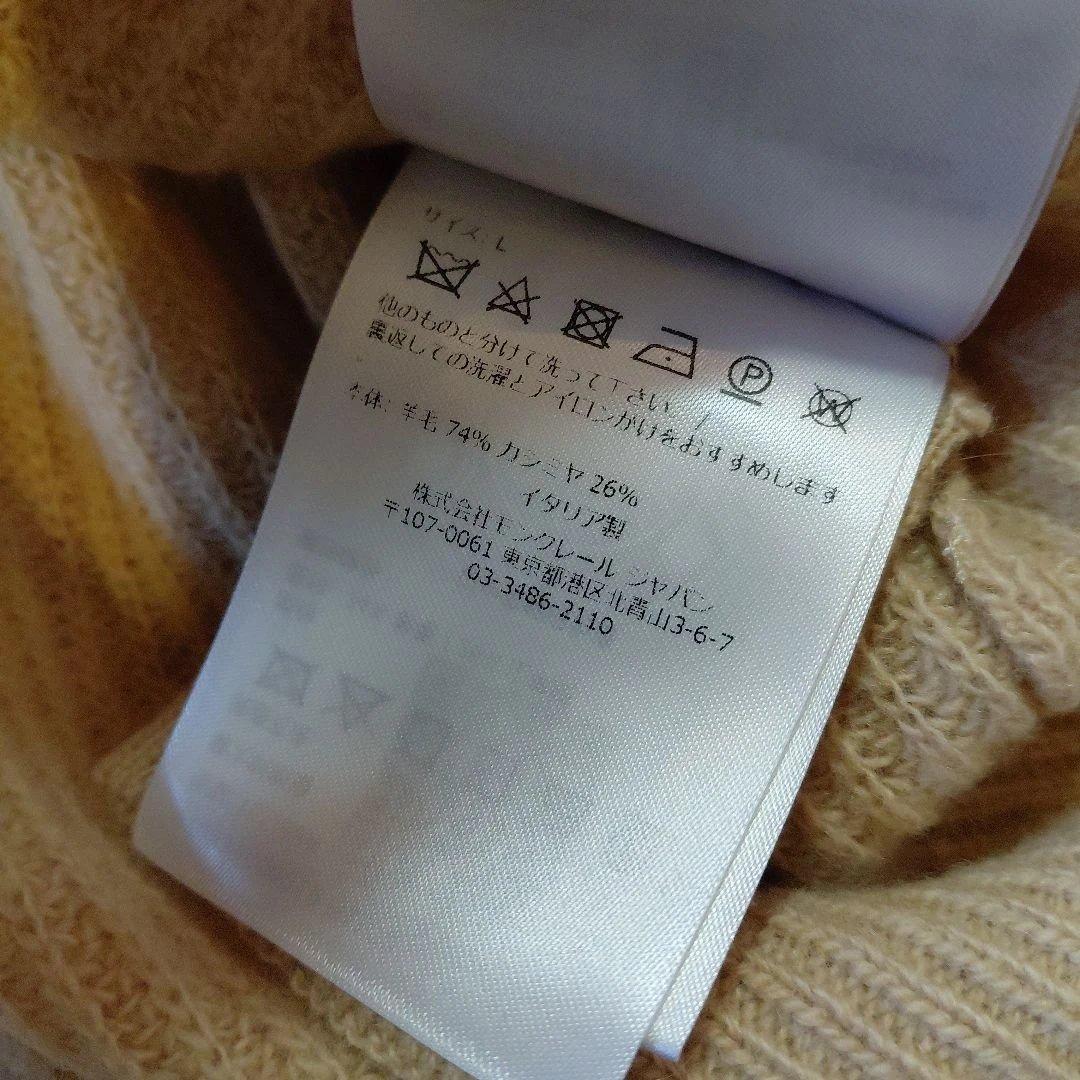 サイズ: L
P
W
他のものと分けて洗って下さい /
裏返しての洗濯とアイロンがけをおすすめします
本体: 羊毛 74% カシミヤ 26%
イタリア製
株式会社モンクレール ジャパン
〒107-0061 東京都港区北青山3-6-7
03-3486-2110